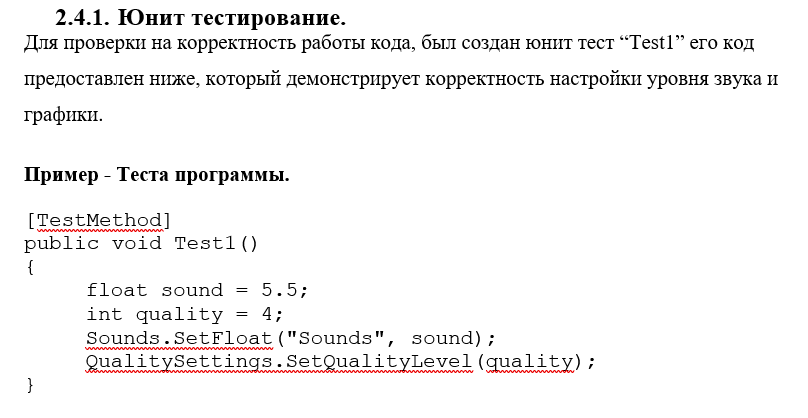 2.4.1. Юнит тестирование.
Для проверки на корректность работы кода, был создан юнит тест “Test1” его код
предоставлен ниже, который демонстрирует корректность настройки уровня звука и
графики.
Пример - Теста программы.
[TestMethod]
public void Test1()
{
float sound = 5.5;
int quality = 4;
Sounds.SetFloat("Sounds", sound);
QualitySettings.SetQualityLevel(quality);
}